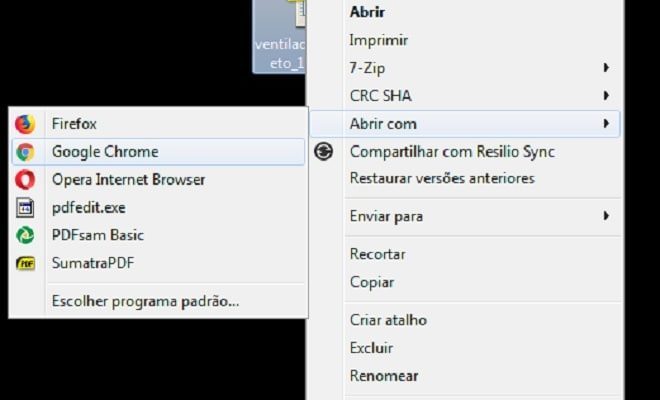 ventilac
eto_1
Abrir
Imprimir
7-Zip
CRC SHA
Abrir com
Compartilhar com Resilio Sync
Restaurar versões anteriores
Enviar para
Recortar
Copiar
Criar atalho
Excluir
Renomear
Firefox
Google Chrome
Opera Internet Browser
pdfedit.exe
PDFsam Basic
SumatraPDF
Escolher programa padrão...